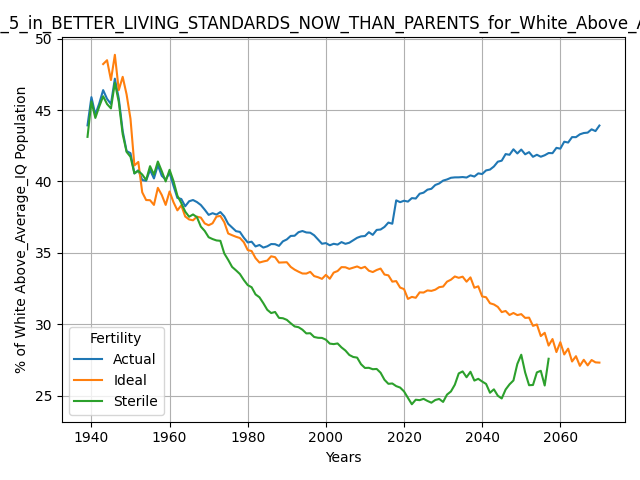 _5_in_BETTER_LIVING_STANDARDS_NOW_THAN_PARENTS_for_White_Above_A
% of White Above_Average_IQ Population
50
45
40
35
30
25
Fertility
Actual
Ideal
Sterile
1940 1960 1980 2000 2020 2040 2060
Years